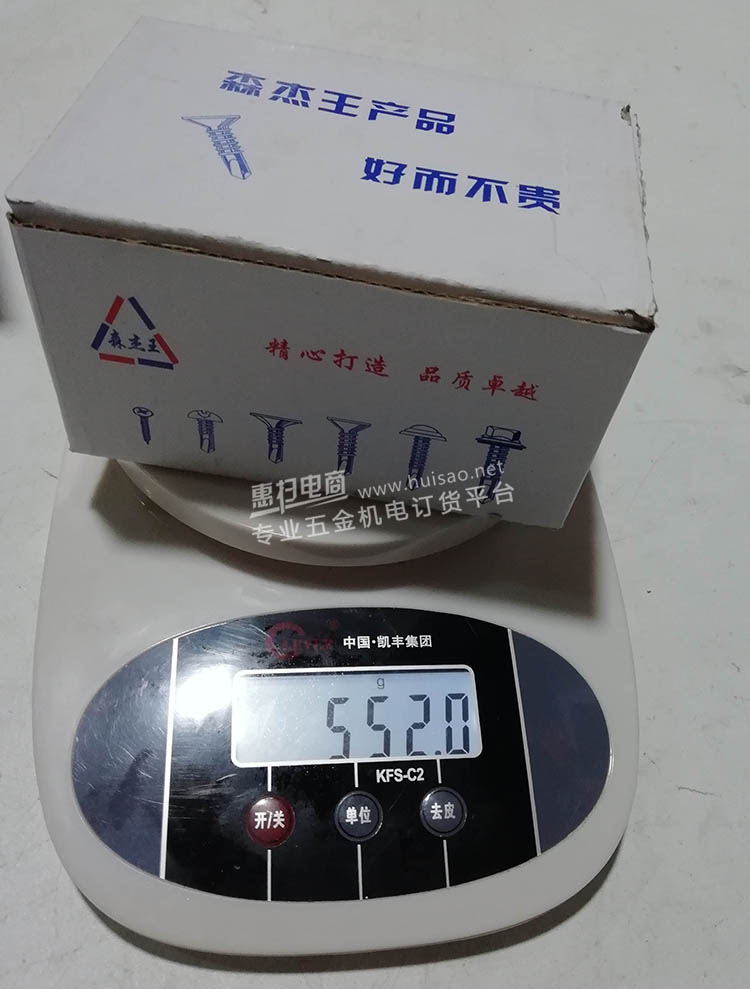 森杰王产品
好而不贵
森杰王
精心打造 品质卓越
惠扫电商 www.huisao.net
专业五金机电订货平台
中国·凯丰集团
g
552.0
KFS-C2
开/关
单位
去皮